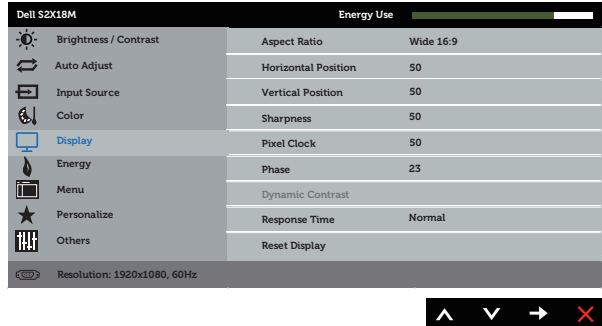 Dell S2X18M Energy Use
Brightness / Contrast
Auto Adjust
Input Source
Color
Display
Energy
Menu
Personalize
Others
Aspect Ratio Wide 16:9
Horizontal Position 50
Vertical Position 50
Sharpness 50
Pixel Clock 50
Phase 23
Dynamic Contrast
Response Time Normal
Reset Display
Resolution: 1920x1080, 60Hz